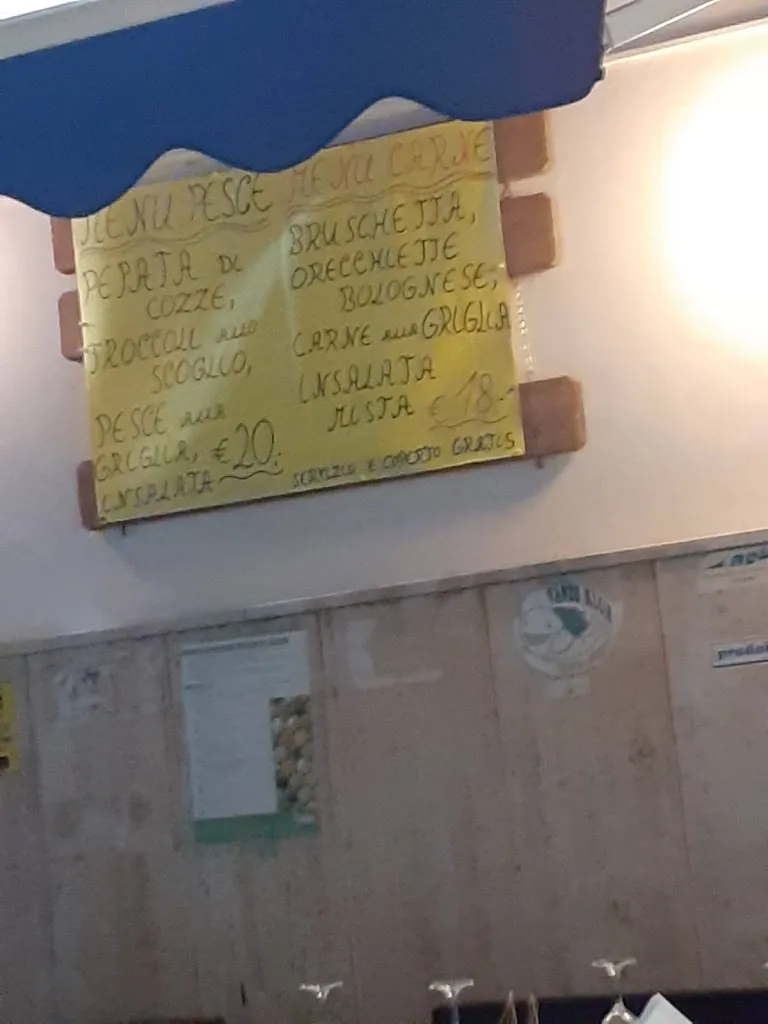 MENU PESCE
PEPATA DI
COZZE,
TROCCOLI allo
SCOGLIO,
PESCE alla
GRIGLIA, € 20.
INSALATA
MENU CARNE
BRUSCHETTA,
ORECCHIETTE
BOLOGNESE,
CARNE alla GRIGLIA
INSALATA
MISTA € 18.-
SERVIZIO E COPERTO GRATIS